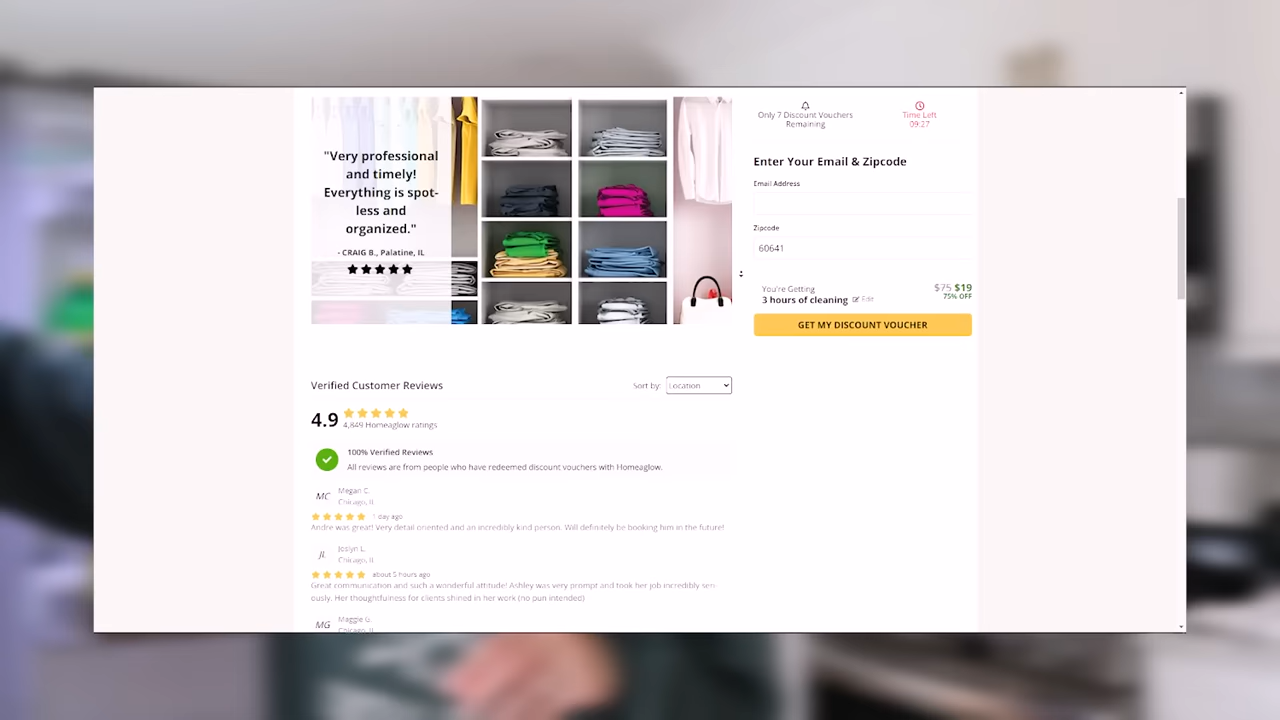 "Very professional
and timely!
Everything is spot-
less and
organized."
- CRAIG B., Palatine, IL
Only 7 Discount Vouchers
Remaining
Time Left
09:27
Enter Your Email & Zipcode
Email Address
Zipcode
60641
You're Getting
3 hours of cleaning Edit
$75 $19
75% OFF
GET MY DISCOUNT VOUCHER
Verified Customer Reviews
Sort by: Location
4.9
4,849 Homeaglow ratings
100% Verified Reviews
All reviews are from people who have redeemed discount vouchers with Homeaglow.
MC
Megan C.
Chicago, IL
1 day ago
Andre was great! Very detail oriented and an incredibly kind person. Will definitely be booking him in the future!
JL
Joslyn L.
Chicago, IL
about 5 hours ago
Great communication and such a wonderful attitude! Ashley was very prompt and took her job incredibly seri-
ously. Her thoughtfulness for clients shined in her work (no pun intended)
MG
Maggie G.
Chicago, IL